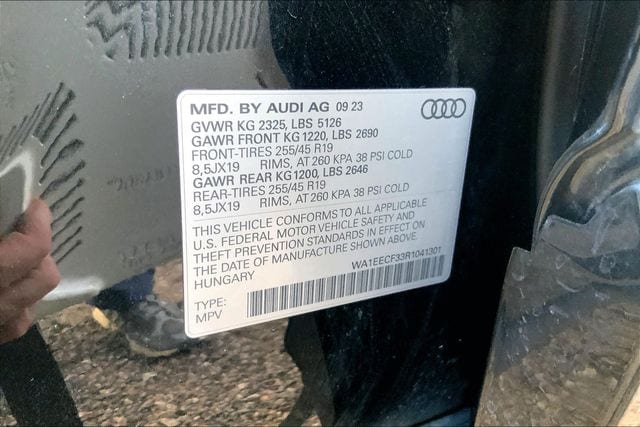 MFD. BY AUDI AG 09 23
GVWR KG 2325, LBS 5126
GAWR FRONT KG 1220, LBS 2690
FRONT-TIRES 255/45 R19
8,5JX19 RIMS, AT 260 KPA 38 PSI COLD
GAWR REAR KG1200, LBS 2646
REAR-TIRES 255/45 R19
8,5JX19 RIMS, AT 260 KPA 38 PSI COLD
THIS VEHICLE CONFORMS TO ALL APPLICABLE
U.S. FEDERAL MOTOR VEHICLE SAFETY AND
THEFT PREVENTION STANDARDS IN EFFECT ON
THE DATE OF MANUFACTURE SHOWN ABOVE.
HUNGARY
WA1EECF33R1041301
TYPE:
MPV